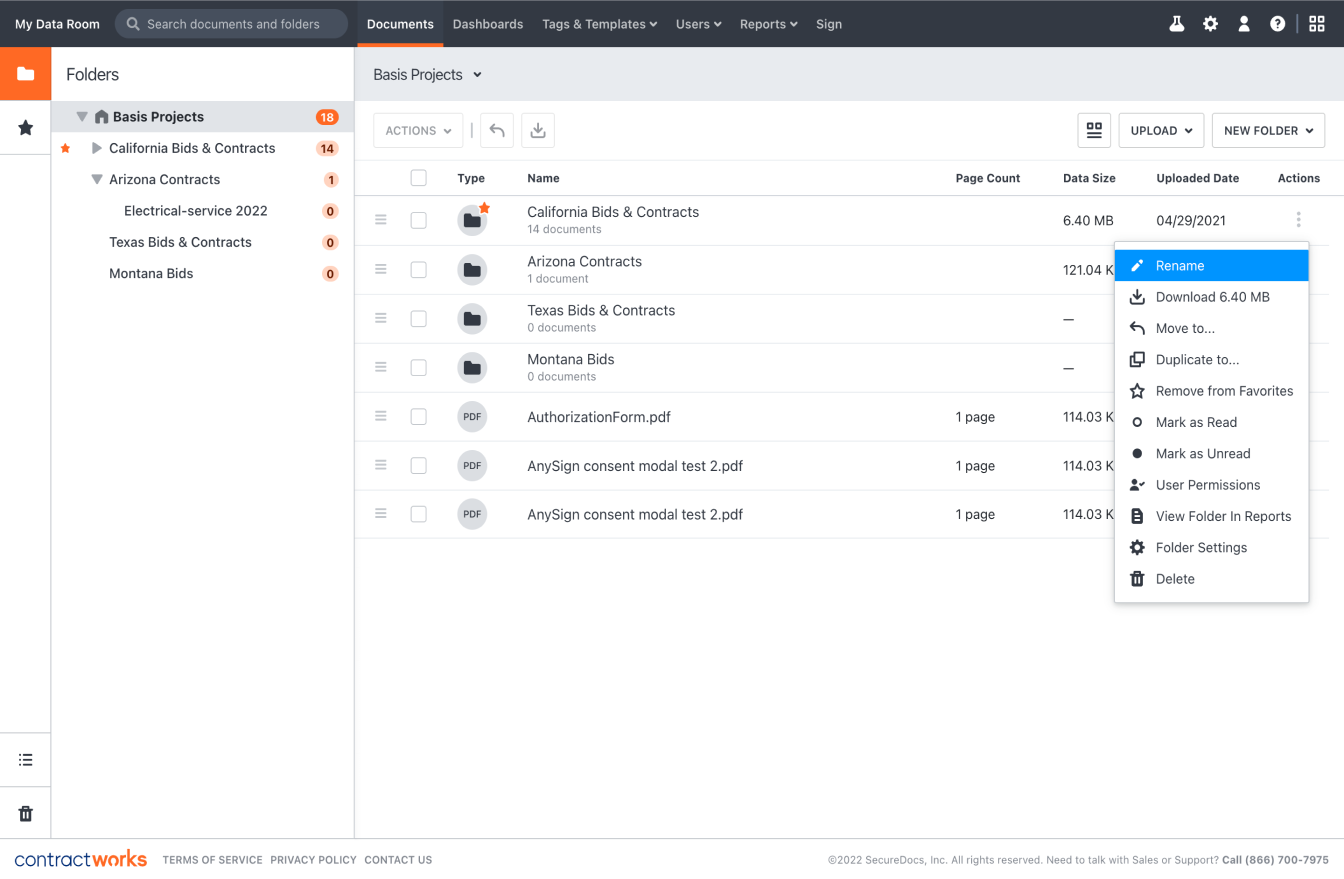 My Data Room
Search documents and folders
Documents
Dashboards
Tags & Templates
Users
Reports
Sign
Folders
Basis Projects 18
California Bids & Contracts 14
Arizona Contracts 1
Electrical-service 2022 0
Texas Bids & Contracts 0
Montana Bids 0
Basis Projects
ACTIONS
UPLOAD
NEW FOLDER
Type Name Page Count Data Size Uploaded Date Actions
California Bids & Contracts
14 documents
6.40 MB 04/29/2021
Arizona Contracts
1 document
121.04 K
Texas Bids & Contracts
0 documents
—
Montana Bids
0 documents
—
PDF AuthorizationForm.pdf 1 page 114.03 K
PDF AnySign consent modal test 2.pdf 1 page 114.03 K
PDF AnySign consent modal test 2.pdf 1 page 114.03 K
Rename
Download 6.40 MB
Move to...
Duplicate to...
Remove from Favorites
Mark as Read
Mark as Unread
User Permissions
View Folder In Reports
Folder Settings
Delete
contractworks TERMS OF SERVICE PRIVACY POLICY CONTACT US
©2022 SecureDocs, Inc. All rights reserved. Need to talk with Sales or Support? Call (866) 700-7975